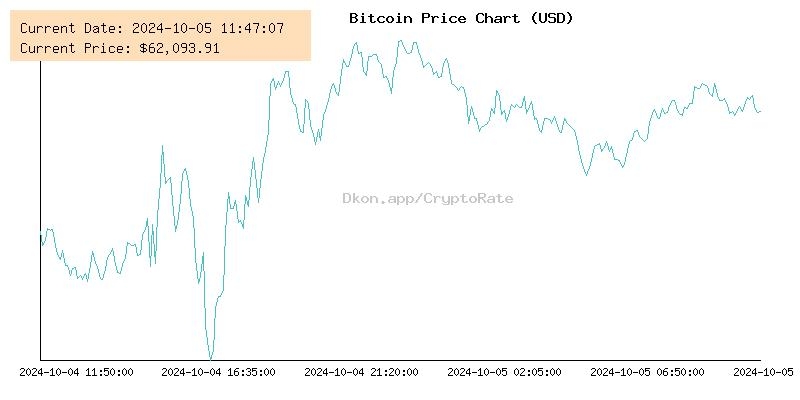 Bitcoin Price Chart (USD)
Current Date: 2024-10-05 11:47:07
Current Price: $62,093.91
Dkon.app/CryptoRate
2024-10-04 11:50:00 2024-10-04 16:35:00 2024-10-04 21:20:00 2024-10-05 02:05:00 2024-10-05 06:50:00 2024-10-05